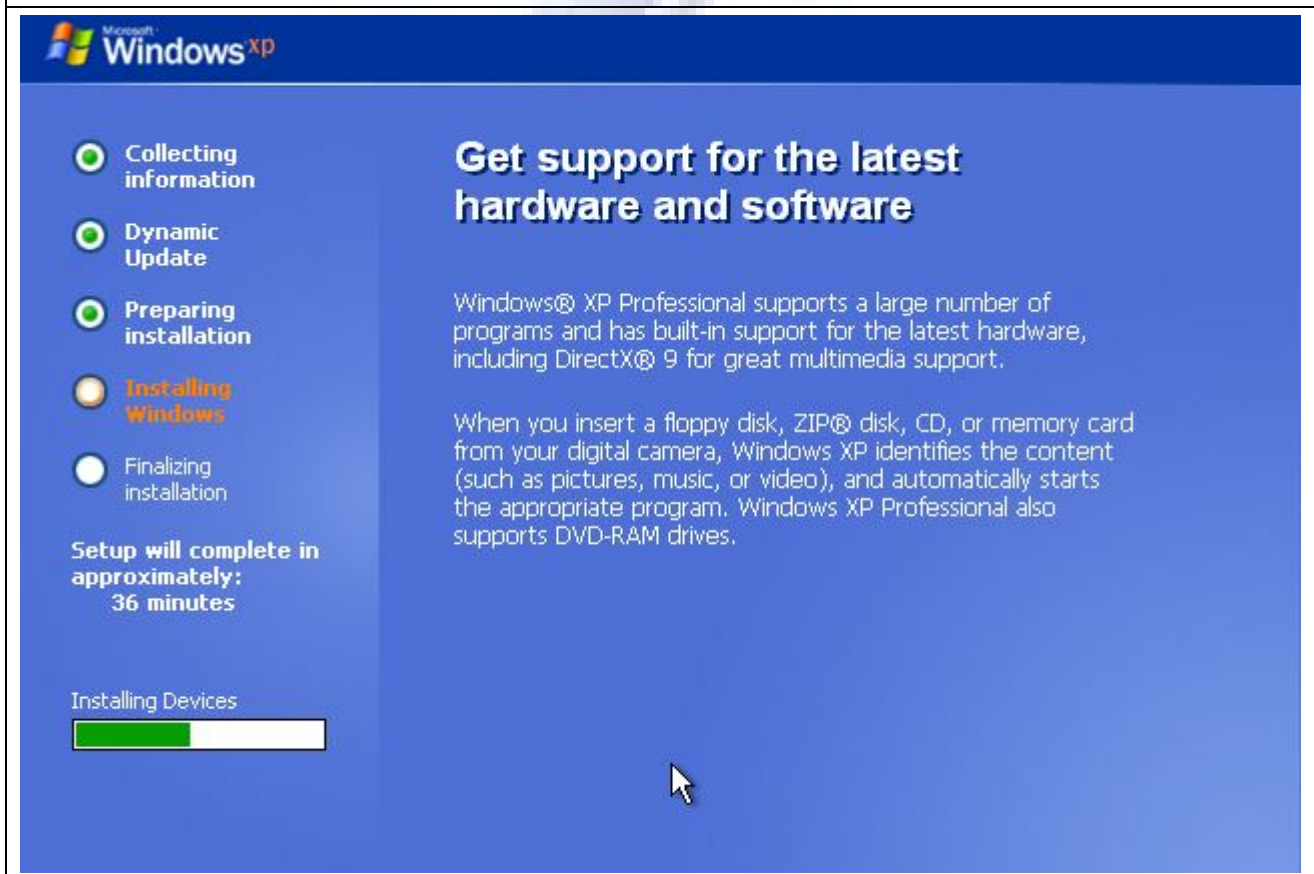 Microsoft
Windows xp
Collecting
information
Dynamic
Update
Preparing
installation
Installing
Windows
Finalizing
installation
Setup will complete in
approximately:
36 minutes
Installing Devices
Get support for the latest
hardware and software
Windows® XP Professional supports a large number of
programs and has built-in support for the latest hardware,
including DirectX® 9 for great multimedia support.
When you insert a floppy disk, ZIP® disk, CD, or memory card
from your digital camera, Windows XP identifies the content
(such as pictures, music, or video), and automatically starts
the appropriate program. Windows XP Professional also
supports DVD-RAM drives.